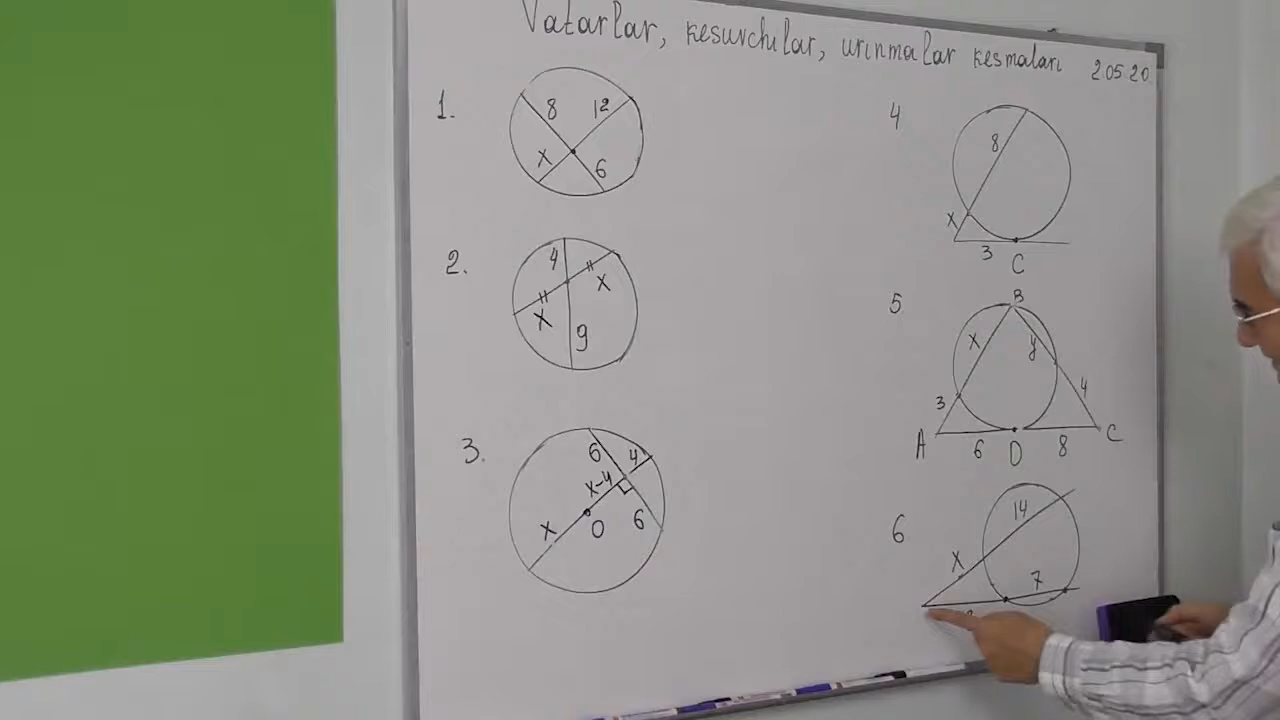 Vatarlar, kesuvchilar, urinmalar kesmalari 2.05.20
1.
8 12
x 6
2.
4
x x
9
3.
6 4
x-4
x O 6
4
8
x
3 C
5
B
x y
3 4
A 6 D 8 C
6
14
x
7